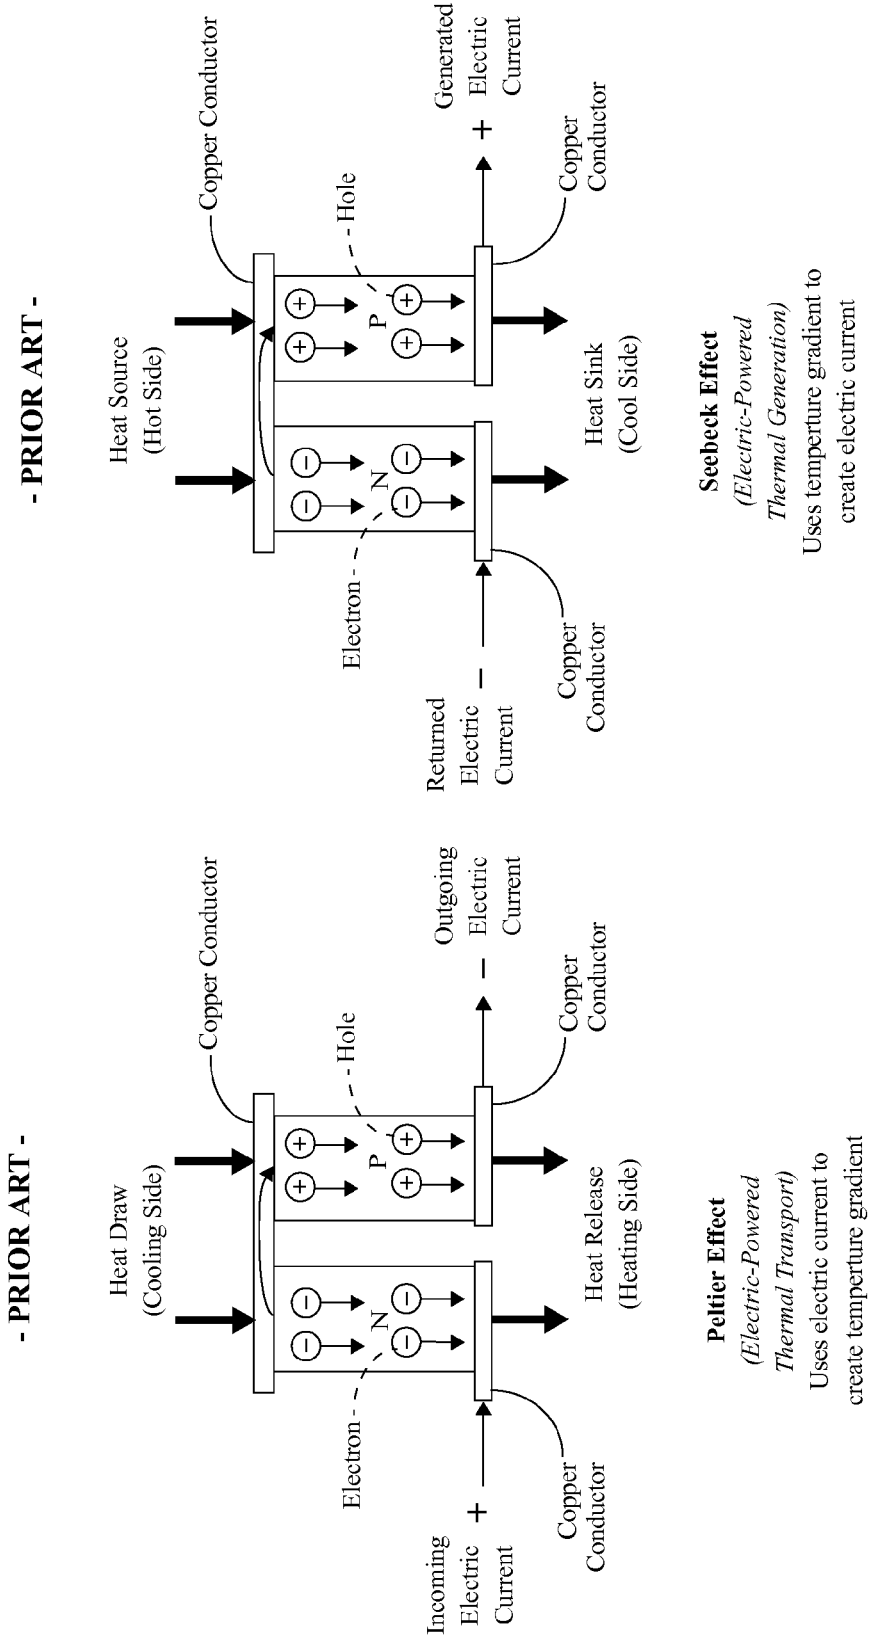 - PRIOR ART -
Heat Draw
(Cooling Side)
Copper Conductor
Electron
N
P
Hole
Incoming
Electric
Current
+
−
Outgoing
Electric
Current
Copper
Conductor
Copper
Conductor
Heat Release
(Heating Side)
Peltier Effect
(Electric-Powered
Thermal Transport)
Uses electric current to
create temperture gradient
- PRIOR ART -
Heat Source
(Hot Side)
Copper Conductor
Electron
N
P
Hole
Returned
Electric
Current
−
+
Generated
Electric
Current
Copper
Conductor
Copper
Conductor
Heat Sink
(Cool Side)
Seebeck Effect
(Electric-Powered
Thermal Generation)
Uses temperture gradient to
create electric current